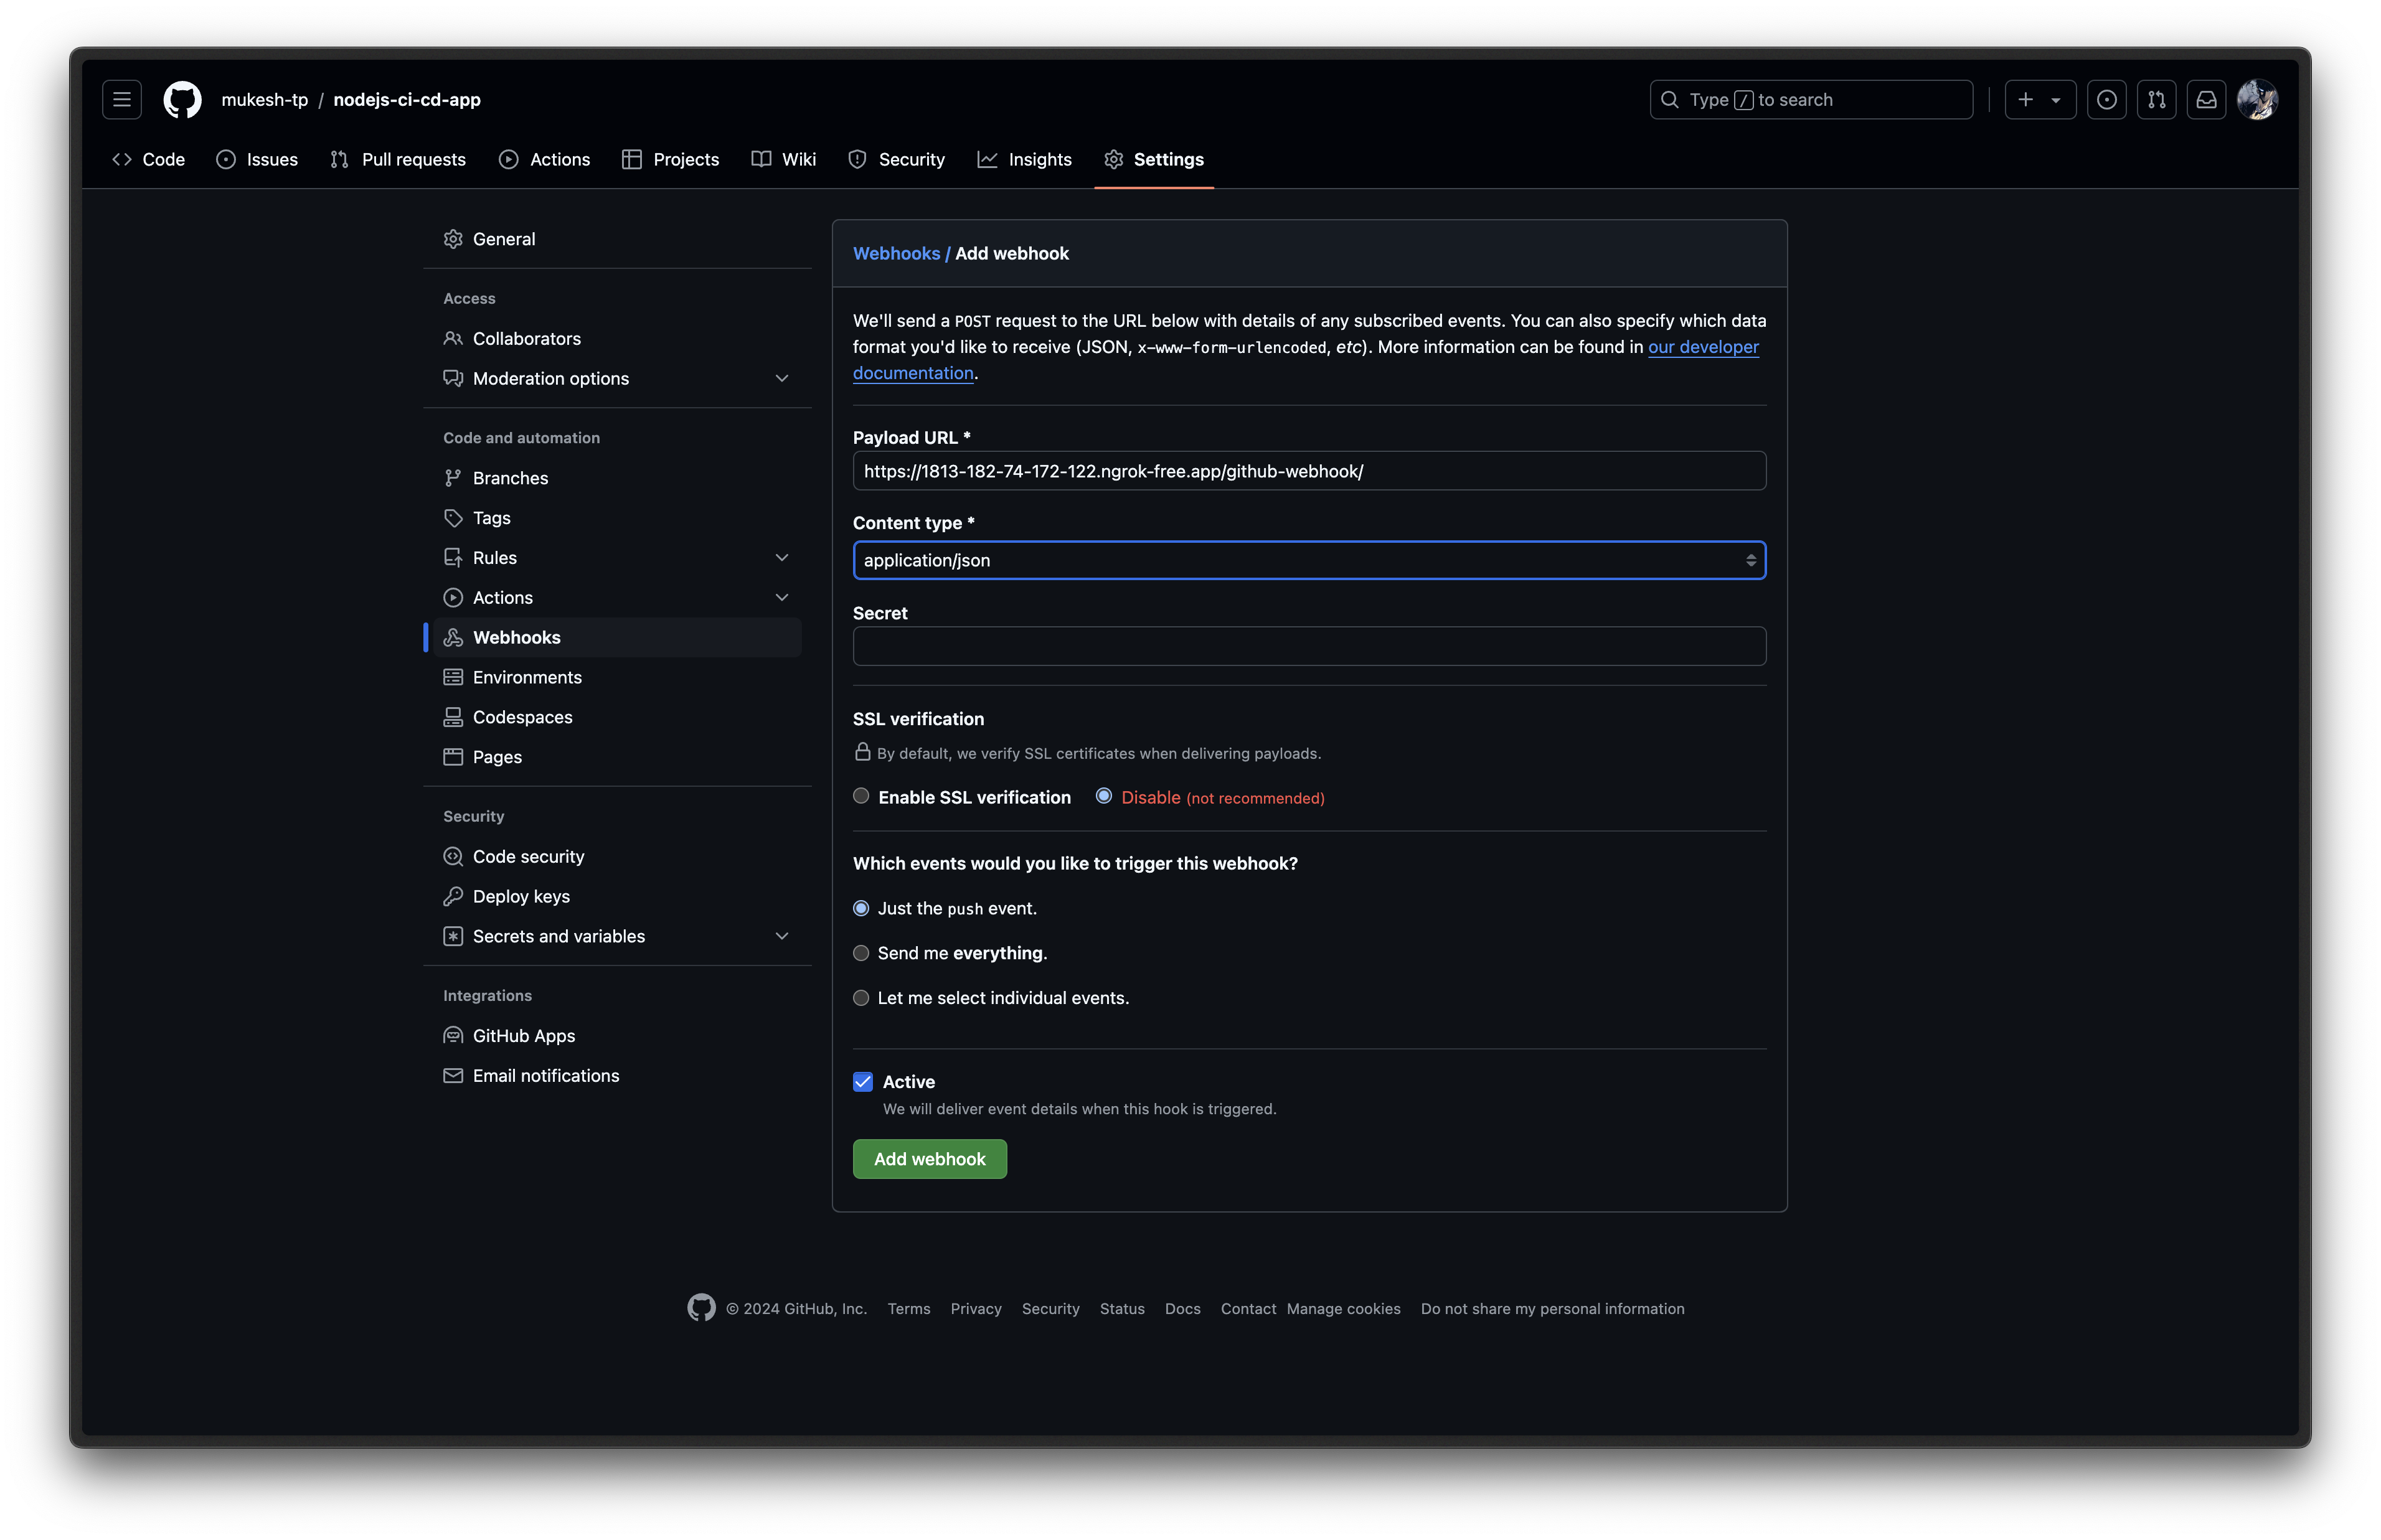 mukesh-tp / nodejs-ci-cd-app
Type / to search
Code Issues Pull requests Actions Projects Wiki Security Insights Settings
General
Access
Collaborators
Moderation options
Code and automation
Branches
Tags
Rules
Actions
Webhooks
Environments
Codespaces
Pages
Security
Code security
Deploy keys
Secrets and variables
Integrations
GitHub Apps
Email notifications
Webhooks / Add webhook
We'll send a POST request to the URL below with details of any subscribed events. You can also specify which data
format you'd like to receive (JSON, x-www-form-urlencoded, etc). More information can be found in our developer
documentation.
Payload URL *
https://1813-182-74-172-122.ngrok-free.app/github-webhook/
Content type *
application/json
Secret
SSL verification
By default, we verify SSL certificates when delivering payloads.
Enable SSL verification Disable (not recommended)
Which events would you like to trigger this webhook?
Just the push event.
Send me everything.
Let me select individual events.
Active
We will deliver event details when this hook is triggered.
Add webhook
© 2024 GitHub, Inc. Terms Privacy Security Status Docs Contact Manage cookies Do not share my personal information